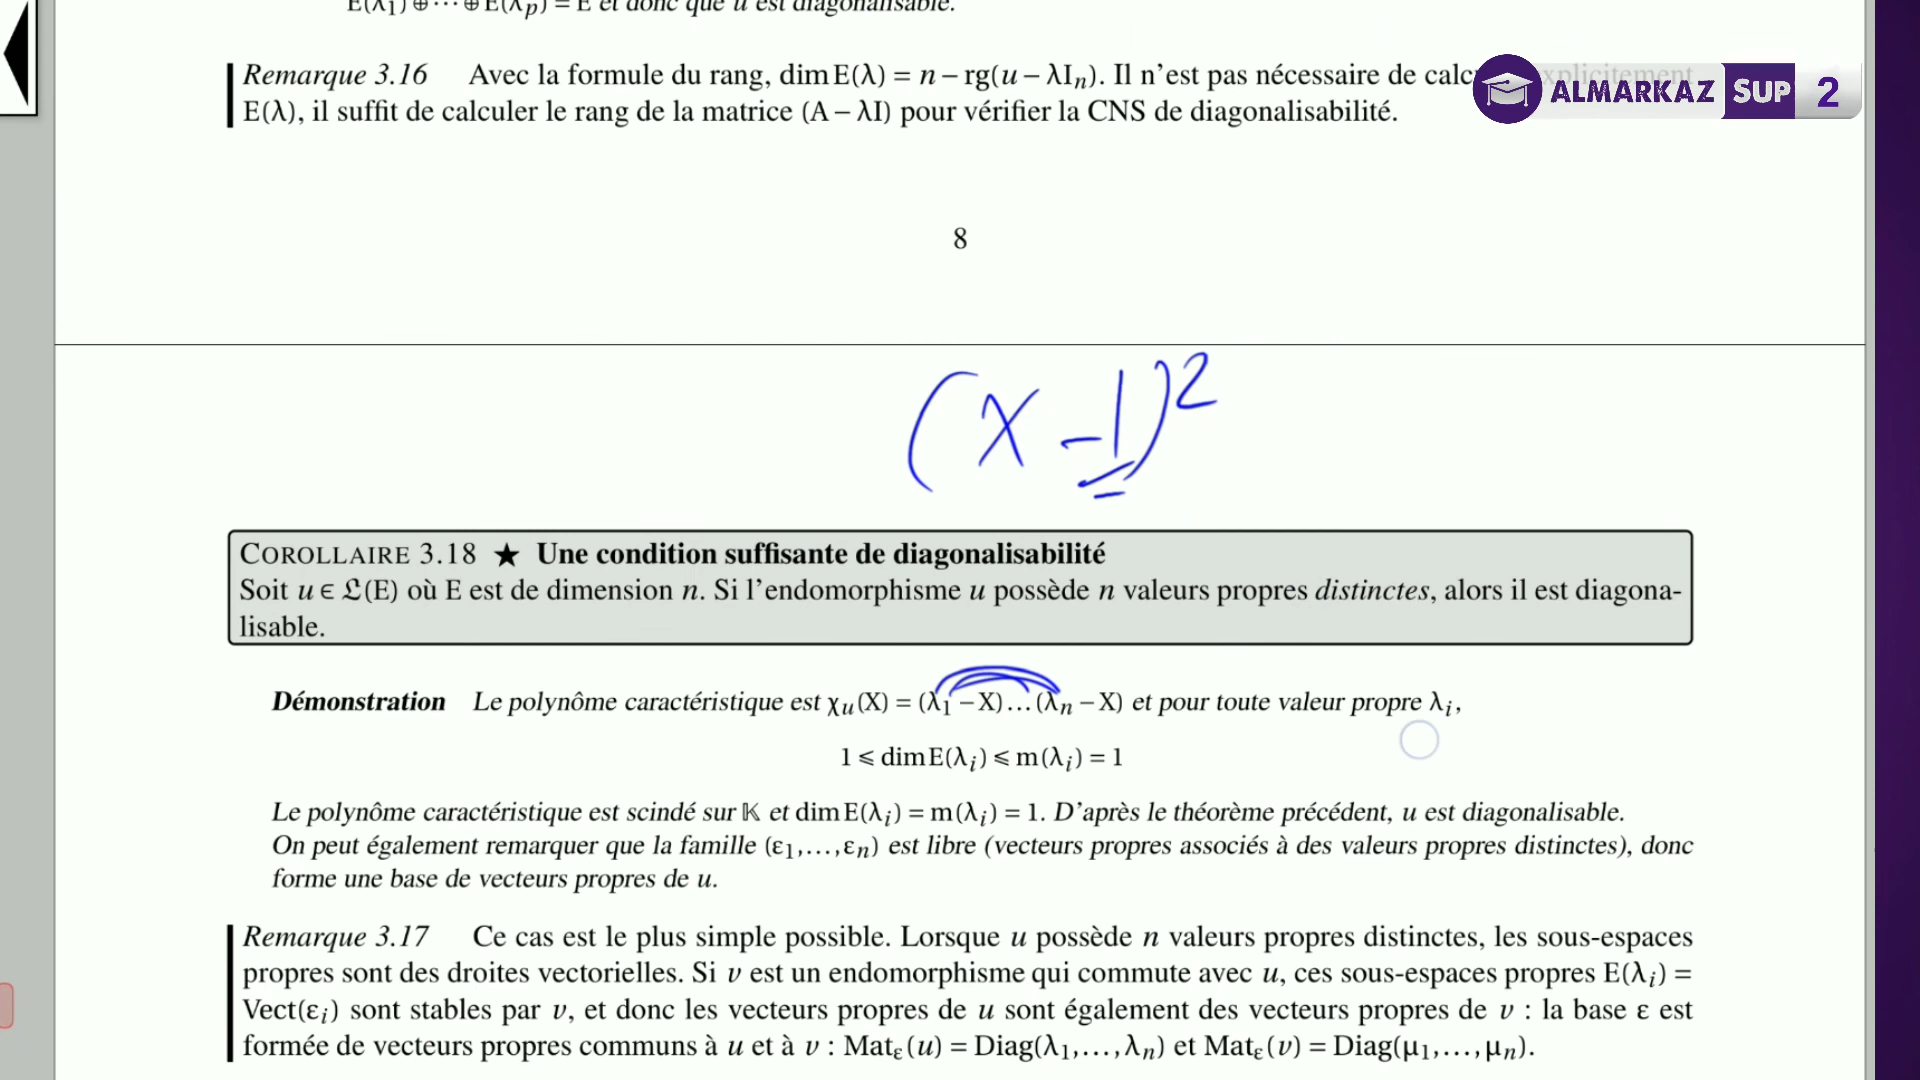 E(λ₁) ⊕ ··· ⊕ E(λₚ) = E et donc que u est diagonalisable.
Remarque 3.16 Avec la formule du rang, dim E(λ) = n − rg(u − λIₙ). Il n'est pas nécessaire de calc explicitement
E(λ), il suffit de calculer le rang de la matrice (A − λI) pour vérifier la CNS de diagonalisabilité.
ALMARKAZ SUP 2
8
(X − 1)²
COROLLAIRE 3.18 ★ Une condition suffisante de diagonalisabilité
Soit u ∈ 𝔏(E) où E est de dimension n. Si l'endomorphisme u possède n valeurs propres distinctes, alors il est diagona-
lisable.
Démonstration Le polynôme caractéristique est χᵤ(X) = (λ₁ − X)…(λₙ − X) et pour toute valeur propre λᵢ,
1 ⩽ dim E(λᵢ) ⩽ m(λᵢ) = 1
Le polynôme caractéristique est scindé sur 𝕂 et dim E(λᵢ) = m(λᵢ) = 1. D'après le théorème précédent, u est diagonalisable.
On peut également remarquer que la famille (ε₁,…,εₙ) est libre (vecteurs propres associés à des valeurs propres distinctes), donc
forme une base de vecteurs propres de u.
Remarque 3.17 Ce cas est le plus simple possible. Lorsque u possède n valeurs propres distinctes, les sous-espaces
propres sont des droites vectorielles. Si v est un endomorphisme qui commute avec u, ces sous-espaces propres E(λᵢ) =
Vect(εᵢ) sont stables par v, et donc les vecteurs propres de u sont également des vecteurs propres de v : la base ε est
formée de vecteurs propres communs à u et à v : Mat_ε(u) = Diag(λ₁,…,λₙ) et Mat_ε(v) = Diag(μ₁,…,μₙ).